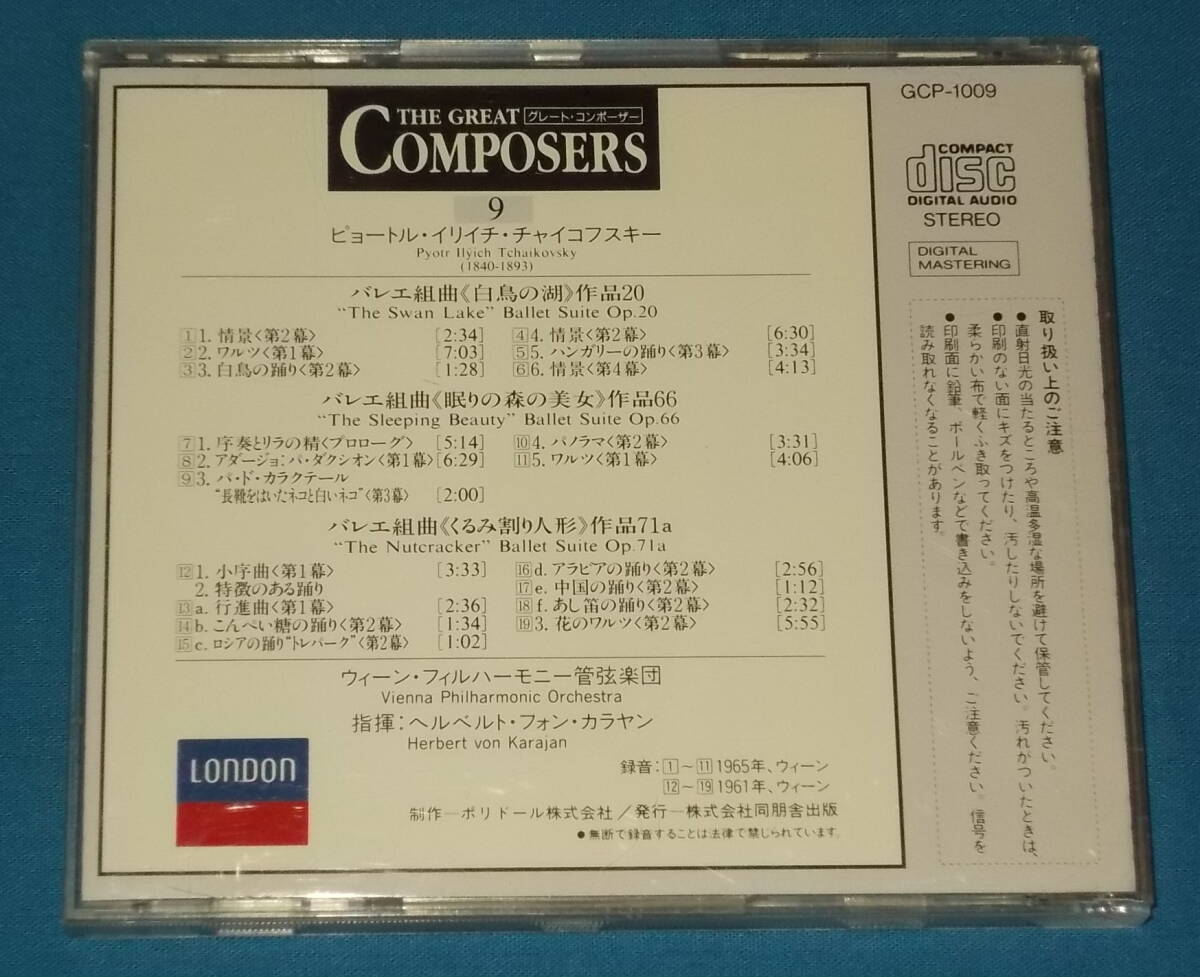 THE GREAT グレート・コンポーザー
COMPOSERS
9
ピョートル・イリイチ・チャイコフスキー
Pyotr Ilÿich Tchaikovsky
(1840-1893)
バレエ組曲《白鳥の湖》作品20
"The Swan Lake" Ballet Suite Op.20
1 1. 情景〈第2幕〉 [2:34]
2 2. ワルツ〈第1幕〉 [7:03]
3 3. 白鳥の踊り〈第2幕〉 [1:28]
4 4. 情景〈第2幕〉 [6:30]
5 5. ハンガリーの踊り〈第3幕〉 [3:34]
6 6. 情景〈第4幕〉 [4:13]
バレエ組曲《眠りの森の美女》作品66
"The Sleeping Beauty" Ballet Suite Op.66
7 1. 序奏とリラの精〈プロローグ〉 [5:14]
8 2. アダージョ:パ・ダクシオン〈第1幕〉 [6:29]
9 3. パ・ド・カラクテール
"長靴をはいたネコと白いネコ"〈第3幕〉 [2:00]
10 4. パノラマ〈第2幕〉 [3:31]
11 5. ワルツ〈第1幕〉 [4:06]
バレエ組曲《くるみ割り人形》作品71a
"The Nutcracker" Ballet Suite Op.71a
12 1. 小序曲〈第1幕〉 [3:33]
2. 特徴のある踊り
13 a. 行進曲〈第1幕〉 [2:36]
14 b. こんぺい糖の踊り〈第2幕〉 [1:34]
15 c. ロシアの踊り"トレパーク"〈第2幕〉 [1:02]
16 d. アラビアの踊り〈第2幕〉 [2:56]
17 e. 中国の踊り〈第2幕〉 [1:12]
18 f. あし笛の踊り〈第2幕〉 [2:32]
19 3. 花のワルツ〈第2幕〉 [5:55]
ウィーン・フィルハーモニー管弦楽団
Vienna Philharmonic Orchestra
指揮:ヘルベルト・フォン・カラヤン
Herbert von Karajan
LONDON
録音:1〜11 1965年、ウィーン
12〜19 1961年、ウィーン
制作—ポリドール株式会社/発行—株式会社同朋舎出版
●無断で録音することは法律で禁じられています。
GCP-1009
COMPACT
disc
DIGITAL AUDIO
STEREO
DIGITAL
MASTERING
取り扱い上のご注意
●直射日光の当たるところや高温多湿な場所を避けて保管してください。
●印刷のない面にキズをつけたり、汚したりしないでください。汚れがついたときは、
柔らかい布で軽くふき取ってください。
●印刷面に鉛筆、ボールペンなどで書き込みをしないよう、ご注意ください。信号を
読み取れなくなることがあります。